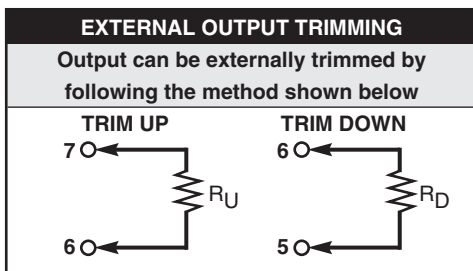 EXTERNAL OUTPUT TRIMMING
Output can be externally trimmed by
following the method shown below
TRIM UP
7
RU
6
TRIM DOWN
6
RD
5